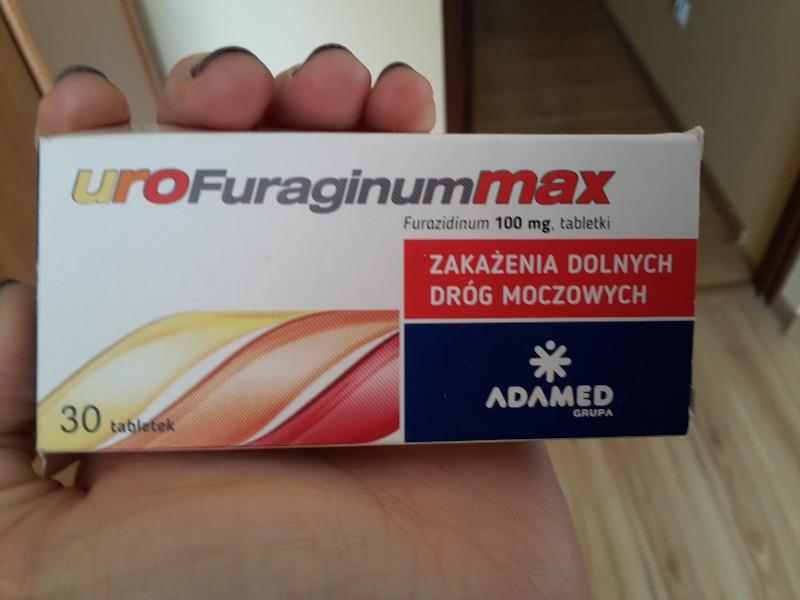 uroFuraginummax
Furazidinum 100 mg, tabletki
ZAKAŻENIA DOLNYCH
DRÓG MOCZOWYCH
ADAMED
GRUPA
30 tabletek